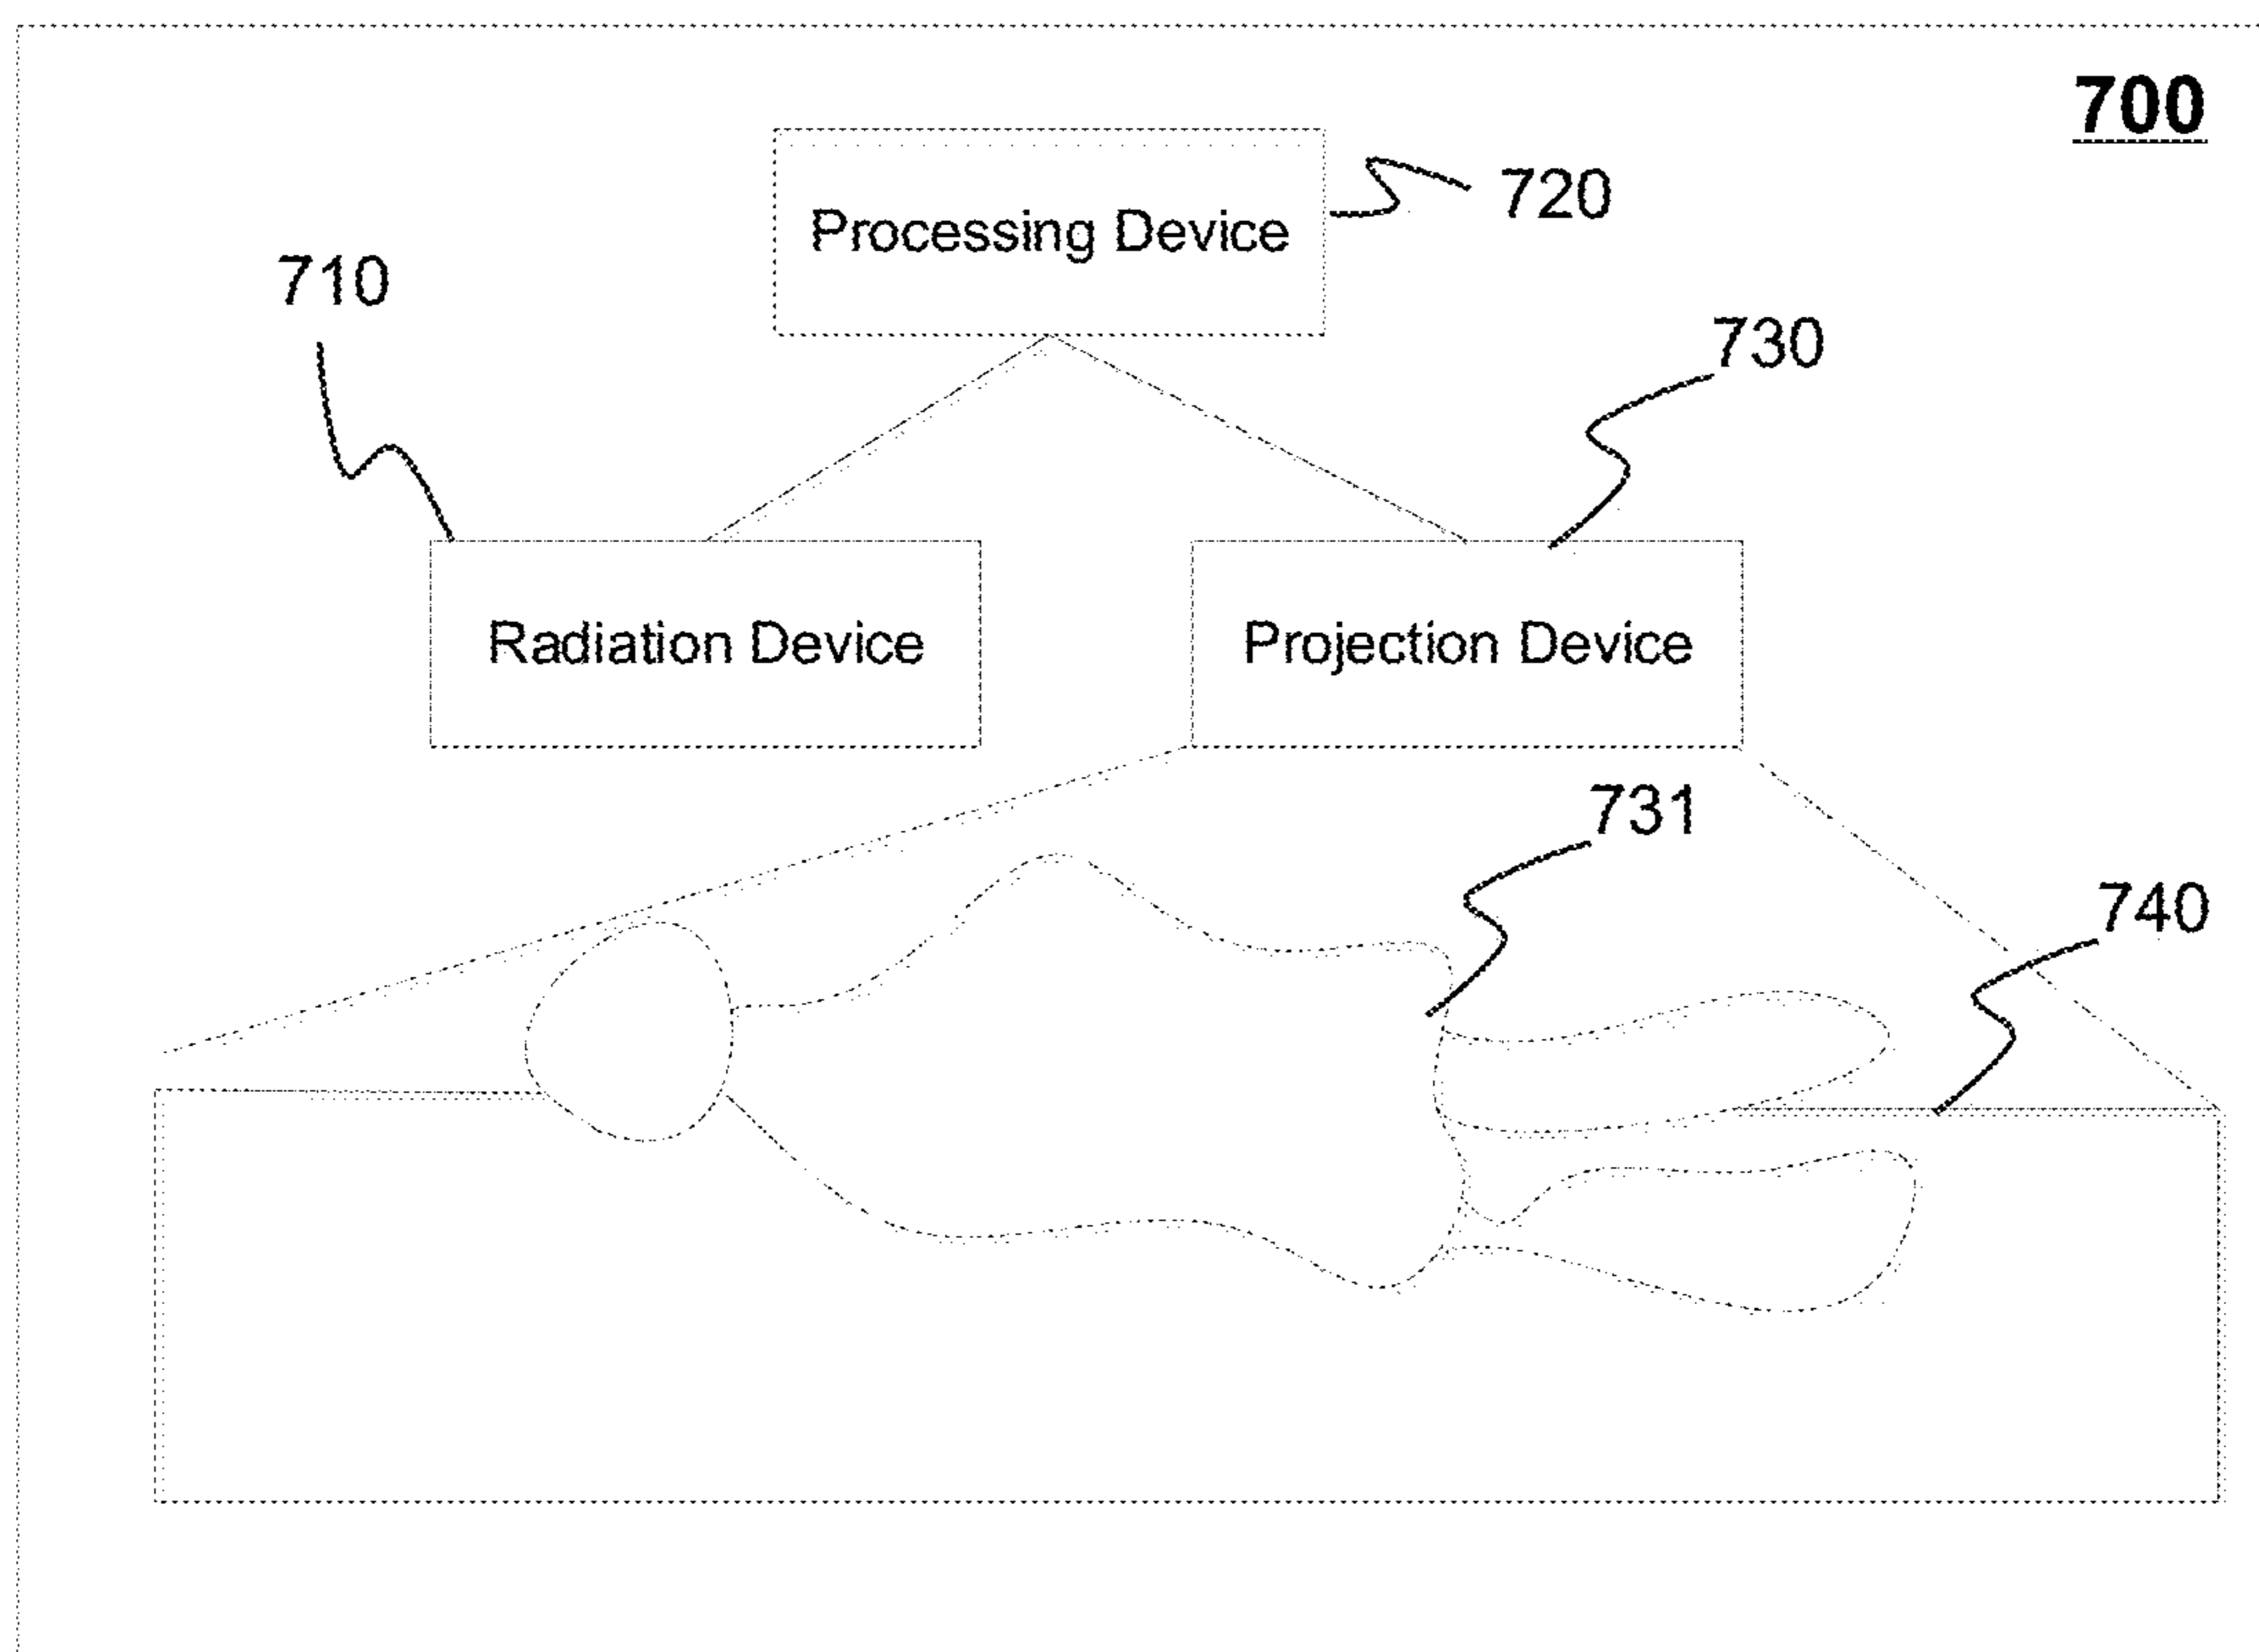 700
720
Processing Device
710
730
Radiation Device
Projection Device
731
740